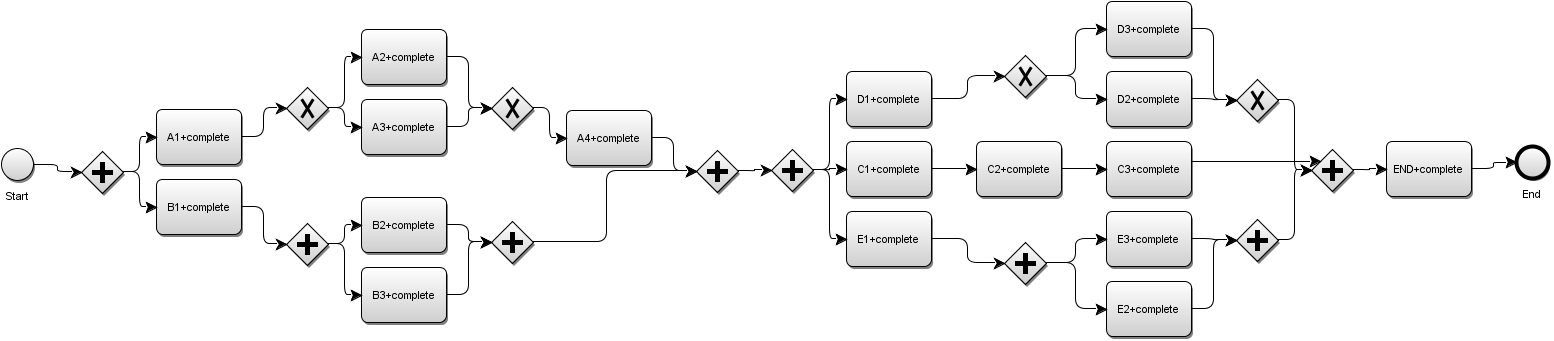 Start
A1+complete
B1+complete
A2+complete
A3+complete
B2+complete
B3+complete
A4+complete
D1+complete
C1+complete
E1+complete
C2+complete
D3+complete
D2+complete
C3+complete
E3+complete
E2+complete
END+complete
End